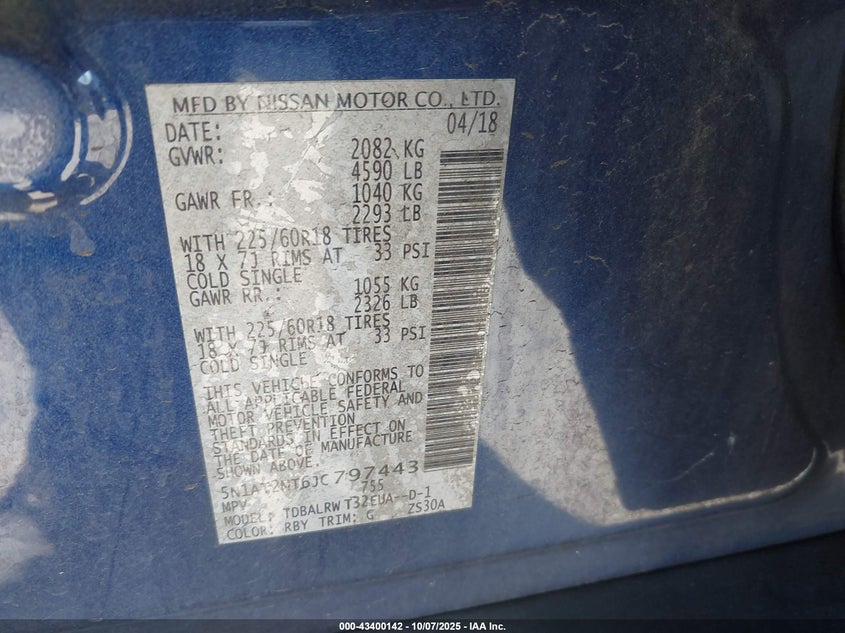 MFD BY NISSAN MOTOR CO., LTD.
DATE: 04/18
GVWR: 2082 KG
4590 LB
GAWR FR.: 1040 KG
2293 LB
WITH 225/60R18 TIRES
18 X 7J RIMS AT 33 PSI
COLD SINGLE
GAWR RR.: 1055 KG
2326 LB
WITH 225/60R18 TIRES
18 X 7J RIMS AT 33 PSI
COLD SINGLE
THIS VEHICLE CONFORMS TO
ALL APPLICABLE FEDERAL
MOTOR VEHICLE SAFETY AND
THEFT PREVENTION
STANDARDS IN EFFECT ON
THE DATE OF MANUFACTURE
SHOWN ABOVE.
797443
MPV 755
MODEL: TDBALRW T32EUA--D-1
COLOR: RBY TRIM: G ZS30A
000-43400142 - 10/07/2025 - IAA Inc.